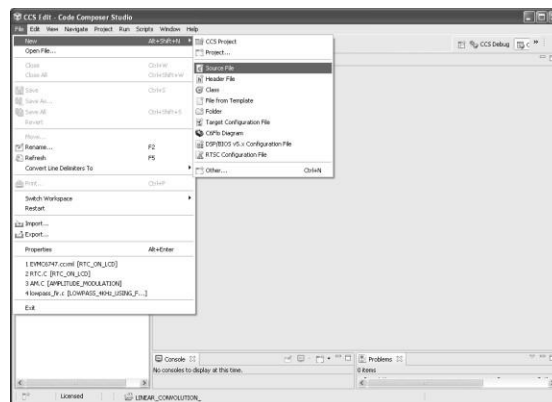 CCS Edit - Code Composer Studio
File Edit View Navigate Project Run Scripts Window Help
New Alt+Shift+N
Open File...
Close Ctrl+W
Close All Ctrl+Shift+W
Save Ctrl+S
Save As...
Save All Ctrl+Shift+S
Revert
Move...
Rename... F2
Refresh F5
Convert Line Delimiters To
Print... Ctrl+P
Switch Workspace
Restart
Import...
Export...
Properties Alt+Enter
1 EVMC6747.ccxml [RTC_ON_LCD]
2 RTC.C [RTC_ON_LCD]
3 AM.C [AMPLITUDE_MODULATION]
4 lowpass_fir.c [LOWPASS_4KHz_USING_F...]
Exit
CCS Project
Project...
Source File
Header File
Class
File from Template
Folder
Target Configuration File
C6Flo Diagram
DSP/BIOS v5.x Configuration File
RTSC Configuration File
Other... Ctrl+N
CCS Debug C
Console
No consoles to display at this time.
Problems
0 items
Licensed
LINEAR_CONVOLUTION_